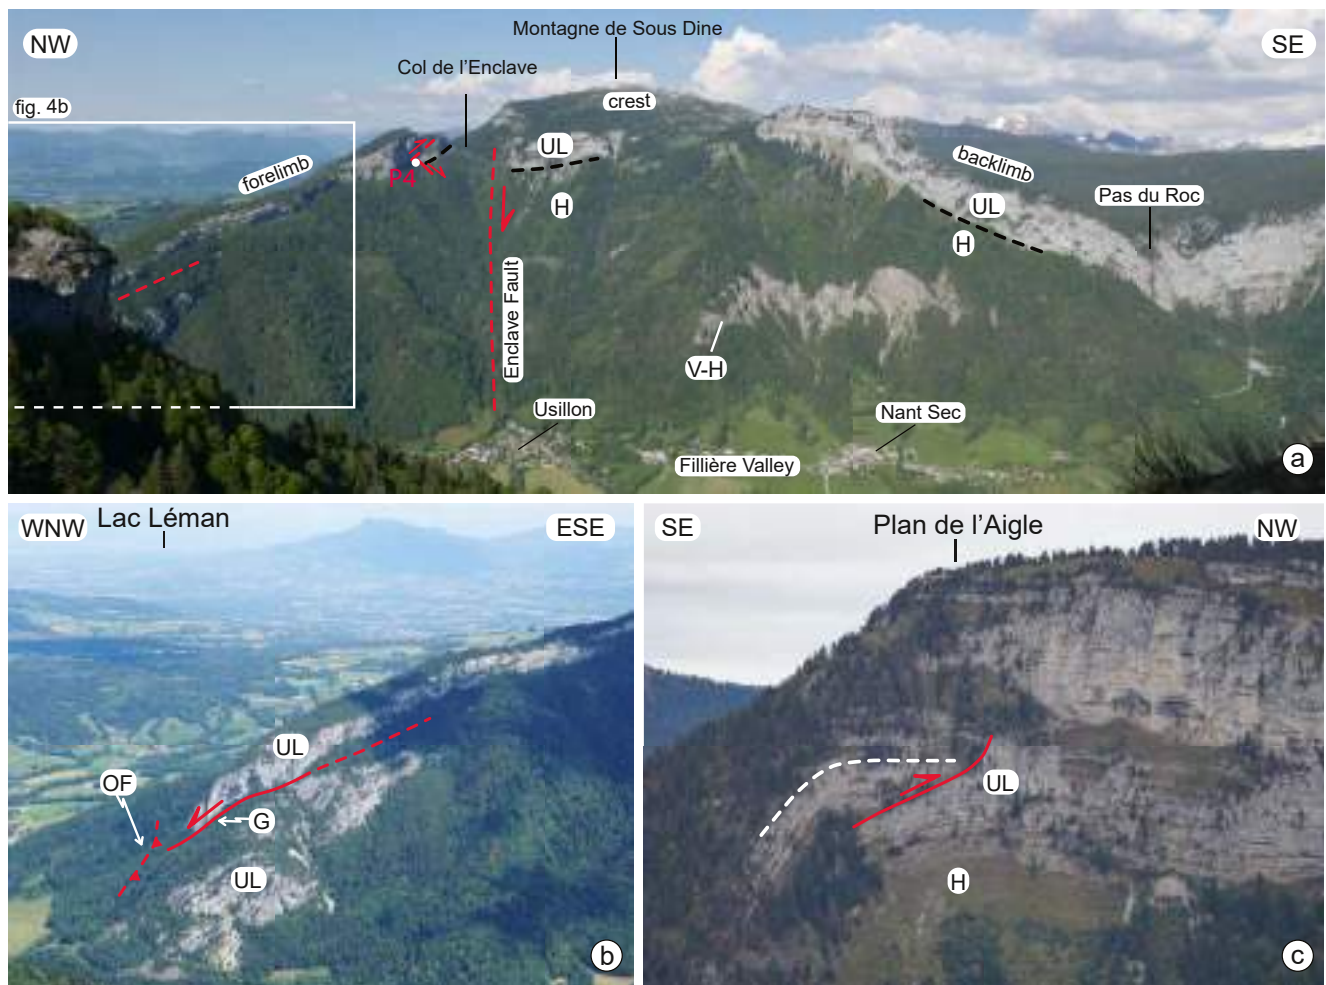 NW
Montagne de Sous Dine
SE
Col de l’Enclave
crest
fig. 4b
UL
forelimb
P4
backlimb
Pas du Roc
UL
H
H
Enclave Fault
V-H
Usillon
Nant Sec
Fillière Valley
a
WNW
Lac Léman
ESE
UL
OF
G
UL
b
SE
Plan de l’Aigle
NW
UL
H
c